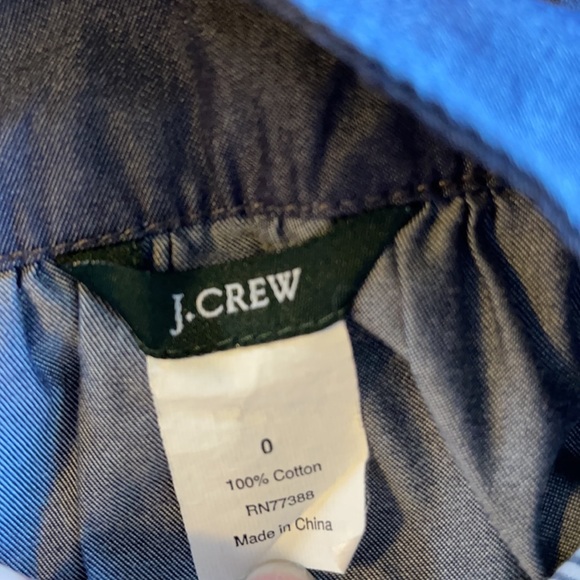 J.CREW
0
100% Cotton
RN77388
Made in China